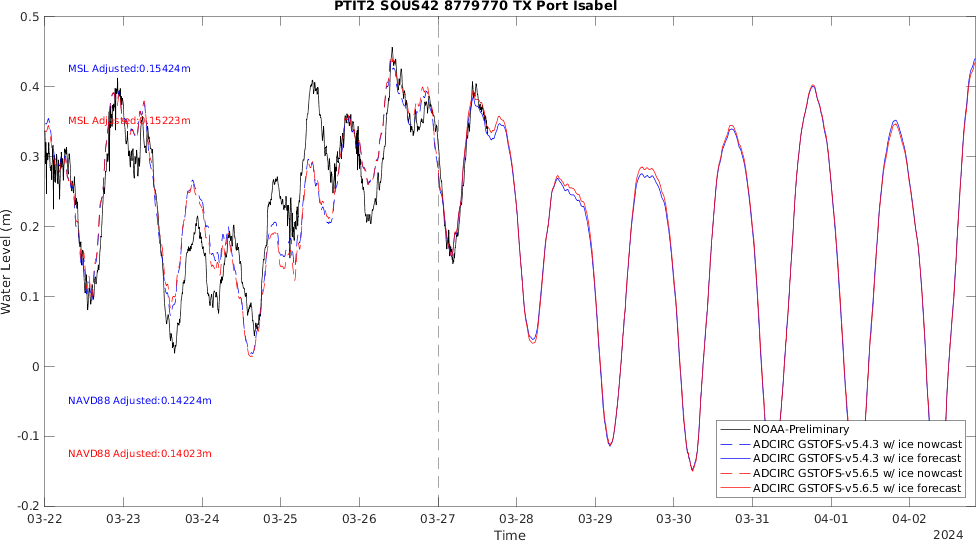 PTIT2 SOUS42 8779770 TX Port Isabel
0.5
0.4
0.3
0.2
0.1
0
-0.1
-0.2
Water Level (m)
MSL Adjusted:0.15424m
MSL Adjusted:0.15223m
NAVD88 Adjusted:0.14224m
NAVD88 Adjusted:0.14023m
NOAA-Preliminary
ADCIRC GSTOFS-v5.4.3 w/ ice nowcast
ADCIRC GSTOFS-v5.4.3 w/ ice forecast
ADCIRC GSTOFS-v5.6.5 w/ ice nowcast
ADCIRC GSTOFS-v5.6.5 w/ ice forecast
03-22 03-23 03-24 03-25 03-26 03-27 03-28 03-29 03-30 03-31 04-01 04-02
Time
2024